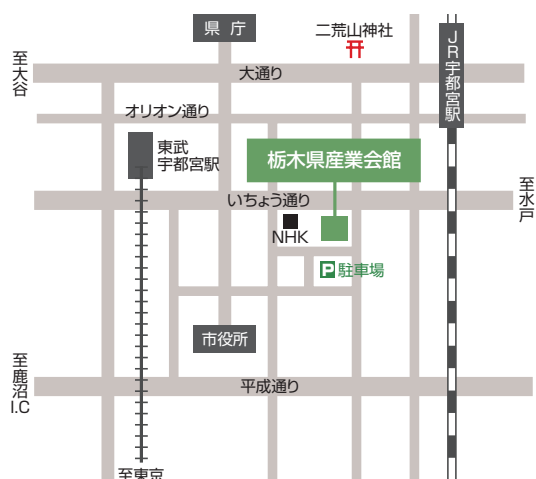 県庁
二荒山神社
JR宇都宮駅
至大谷
大通り
オリオン通り
東武
宇都宮駅
栃木県産業会館
至水戸
いちょう通り
NHK
P 駐車場
市役所
至鹿沼
I.C
平成通り
至東京